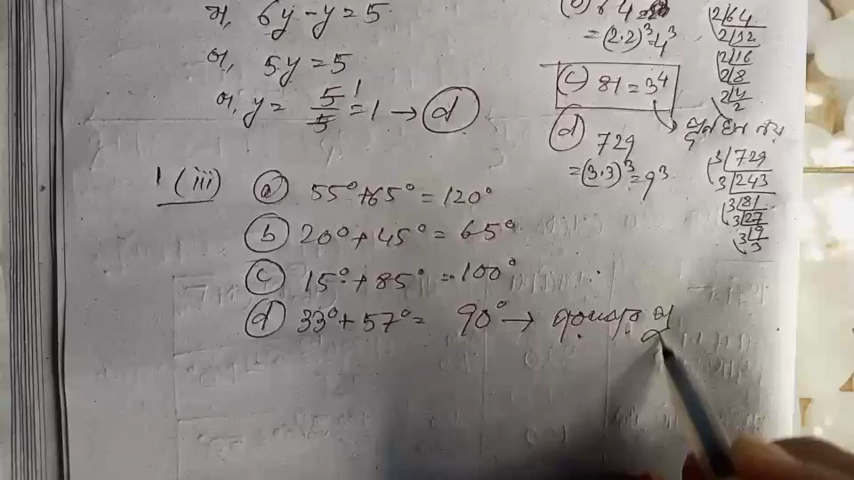 বা, 6y-y=5
বা, 5y=5
বা, y= 5/5 =1 → (d)
64
=(2·2)³=4³
(c) 81=3⁴
(d) 729
=(3·3)³=9³
2|64
2|32
2|16
2|8
2|4
2
3|729
3|243
3|81
3|27
3|9
3
1 (iii) (a) 55°+65°=120°
(b) 20°+45°=65°
(c) 15°+85°=100°
(d) 33°+57°= 90° →